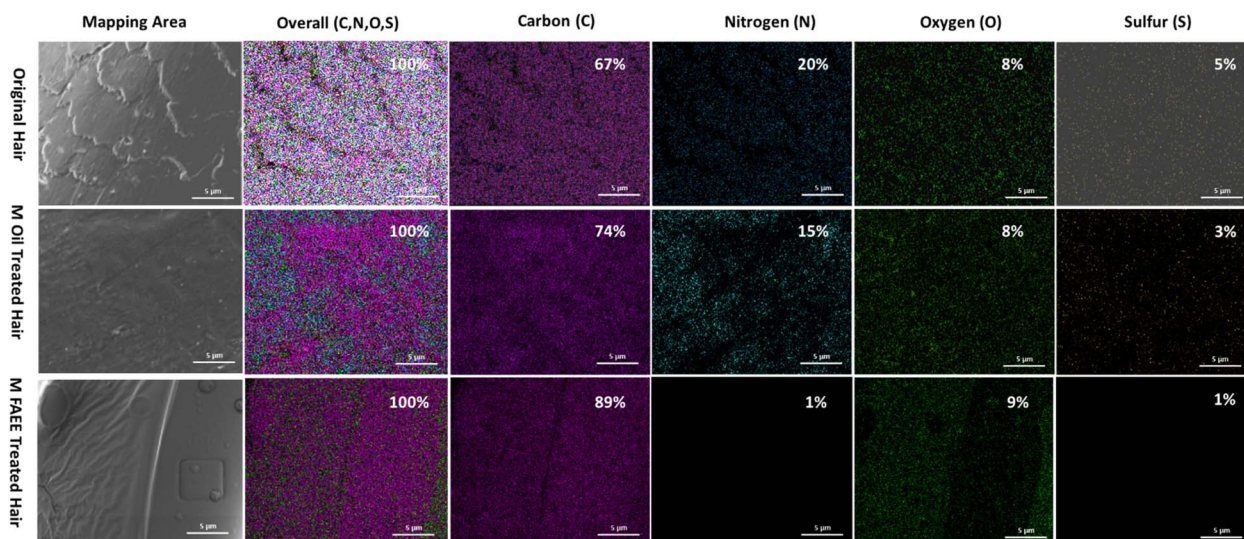 Mapping Area Overall (C,N,O,S) Carbon (C) Nitrogen (N) Oxygen (O) Sulfur (S)
Original Hair
100% 67% 20% 8% 5%
5 µm 5 µm 5 µm 5 µm 5 µm 5 µm
M Oil Treated Hair
100% 74% 15% 8% 3%
5 µm 5 µm 5 µm 5 µm 5 µm 5 µm
M FAEE Treated Hair
100% 89% 1% 9% 1%
5 µm 5 µm 5 µm 5 µm 5 µm 5 µm